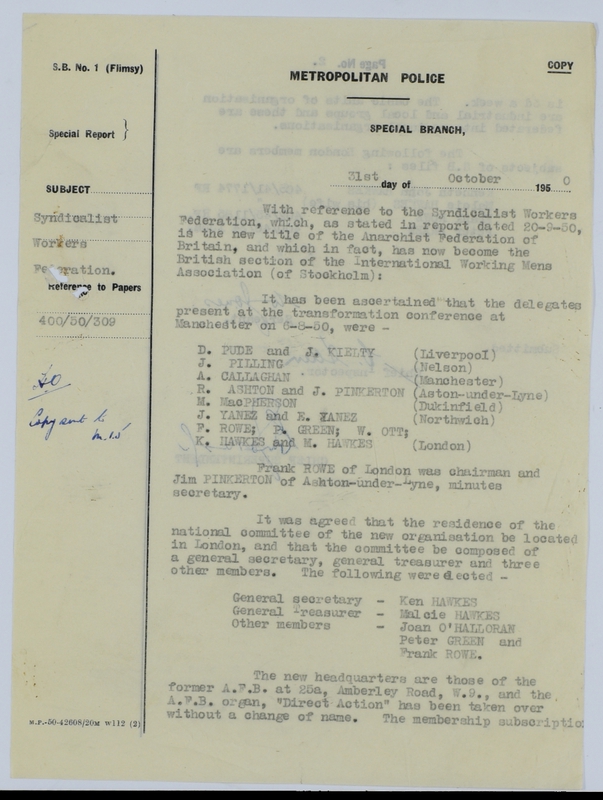 S.B. No. 1 (Flimsy)
COPY
METROPOLITAN POLICE
Special Report }
SPECIAL BRANCH,
31st day of October 1950
SUBJECT
Syndicalist
Workers
Federation.
Reference to Papers
400/50/309
Copy sent to
M.I.5
With reference to the Syndicalist Workers
Federation, which, as stated in report dated 20-9-50,
is the new title of the Anarchist Federation of
Britain, and which in fact, has now become the
British section of the International Working Mens
Association (of Stockholm):
It has been ascertained that the delegates
present at the transformation conference at
Manchester on 6-8-50, were -
D. PUDE and J. KIELTY (Liverpool)
J. PILLING (Nelson)
A. CALLAGHAN (Manchester)
R. ASHTON and J. PINKERTON (Aston-under-Lyne)
M. MacPHERSON (Dukinfield)
J. YANEZ and E. YANEZ (Northwich)
F. ROWE; P. GREEN; W. OTT;
K. HAWKES and M. HAWKES (London)
Frank ROWE of London was chairman and
Jim PINKERTON of Ashton-under-Lyne, minutes
secretary.
It was agreed that the residence of the
national committee of the new organisation be located
in London, and that the committee be composed of
a general secretary, general treasurer and three
other members. The following were elected -
General secretary - Ken HAWKES
General Treasurer - Malcie HAWKES
Other members - Joan O'HALLORAN
Peter GREEN and
Frank ROWE.
The new headquarters are those of the
former A.F.B. at 25a, Amberley Road, W.9., and the
A.F.B. organ, "Direct Action" has been taken over
without a change of name. The membership subscriptio
M.P.-50-42608/20M W112 (2)